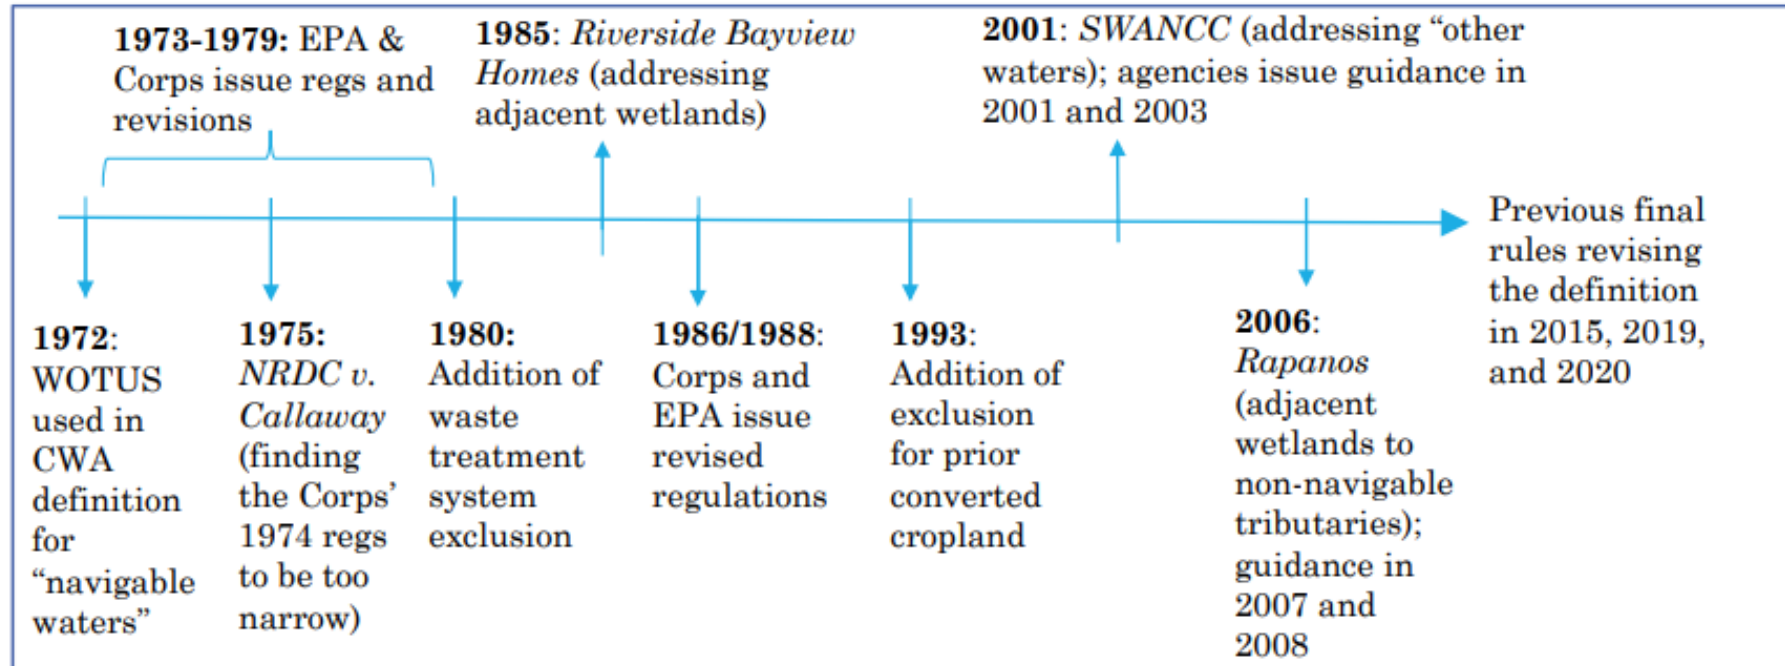 1973-1979: EPA &
Corps issue regs and
revisions
1985: Riverside Bayview
Homes (addressing
adjacent wetlands)
2001: SWANCC (addressing “other
waters); agencies issue guidance in
2001 and 2003
Previous final
rules revising
the definition
in 2015, 2019,
and 2020
1972:
WOTUS
used in
CWA
definition
for
“navigable
waters”
1975:
NRDC v.
Callaway
(finding
the Corps’
1974 regs
to be too
narrow)
1980:
Addition of
waste
treatment
system
exclusion
1986/1988:
Corps and
EPA issue
revised
regulations
1993:
Addition of
exclusion
for prior
converted
cropland
2006:
Rapanos
(adjacent
wetlands to
non-navigable
tributaries);
guidance in
2007 and
2008